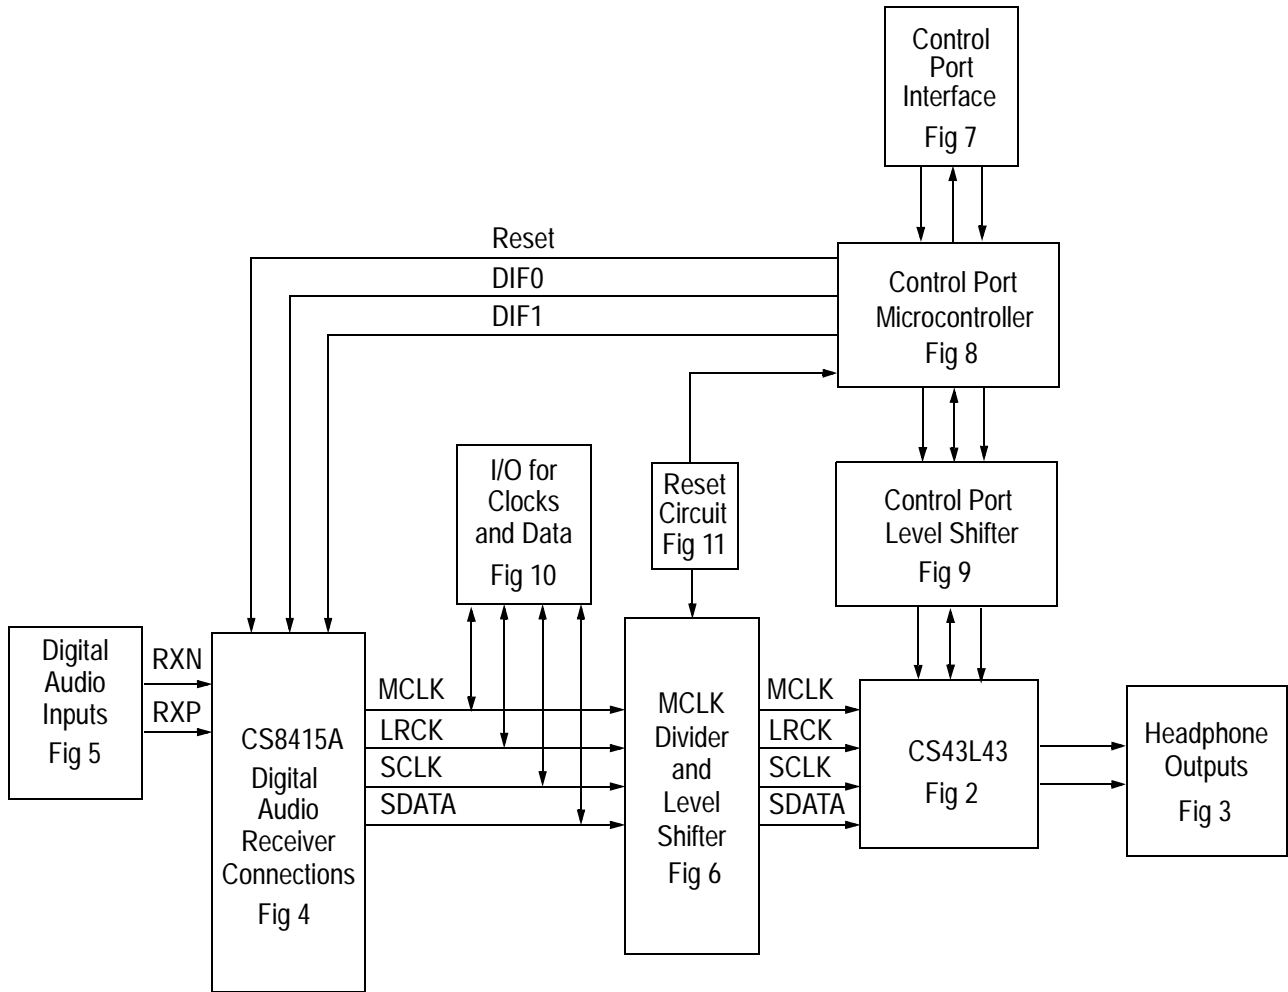 Control
Port
Interface
Fig 7
Reset
DIF0
DIF1
Control Port
Microcontroller
Fig 8
I/O for
Clocks
and Data
Fig 10
Reset
Circuit
Fig 11
Control Port
Level Shifter
Fig 9
Digital
Audio
Inputs
Fig 5
RXN
RXP
CS8415A
Digital
Audio
Receiver
Connections
Fig 4
MCLK
LRCK
SCLK
SDATA
MCLK
Divider
and
Level
Shifter
Fig 6
MCLK
LRCK
SCLK
SDATA
CS43L43
Fig 2
Headphone
Outputs
Fig 3